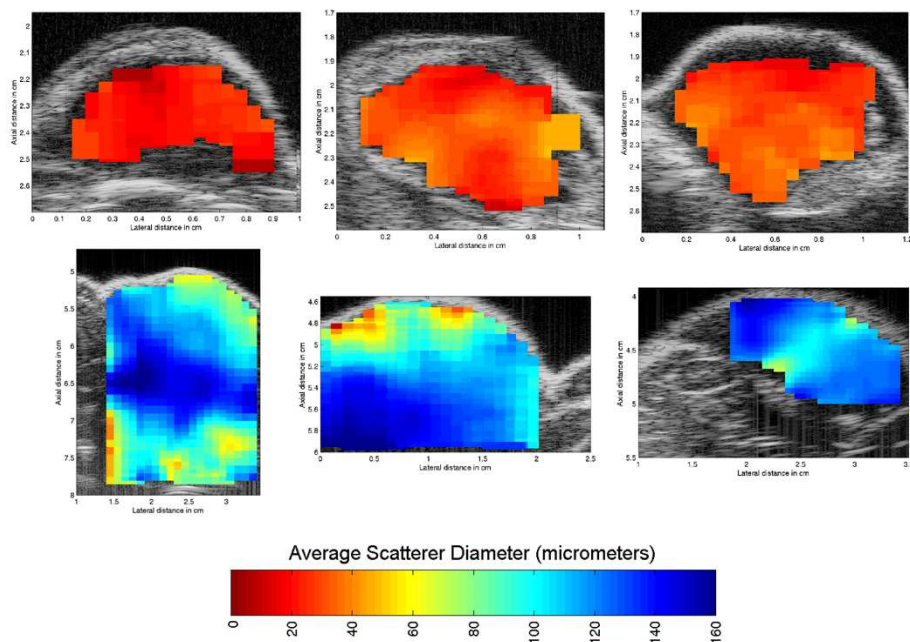 Axial distance in cm
2
2.1
2.2
2.3
2.4
2.5
2.6
0 0.1 0.2 0.3 0.4 0.5 0.6 0.7 0.8 0.9 1
Lateral distance in cm
Axial distance in cm
1.7
1.8
1.9
2
2.1
2.2
2.3
2.4
2.5
0 0.2 0.4 0.6 0.8 1
Lateral distance in cm
Axial distance in cm
1.7
1.8
1.9
2
2.1
2.2
2.3
2.4
2.5
2.6
0 0.2 0.4 0.6 0.8 1 1.2
Lateral distance in cm
Axial distance in cm
5
5.5
6
6.5
7
7.5
8
1 1.5 2 2.5 3
Lateral distance in cm
Axial distance in cm
4.6
4.8
5
5.2
5.4
5.6
5.8
6
0 0.5 1 1.5 2 2.5
Lateral distance in cm
Axial distance in cm
4
4.5
5
5.5
1 1.5 2 2.5 3
Lateral distance in cm
Average Scatterer Diameter (micrometers)
0 20 40 60 80 100 120 140 160